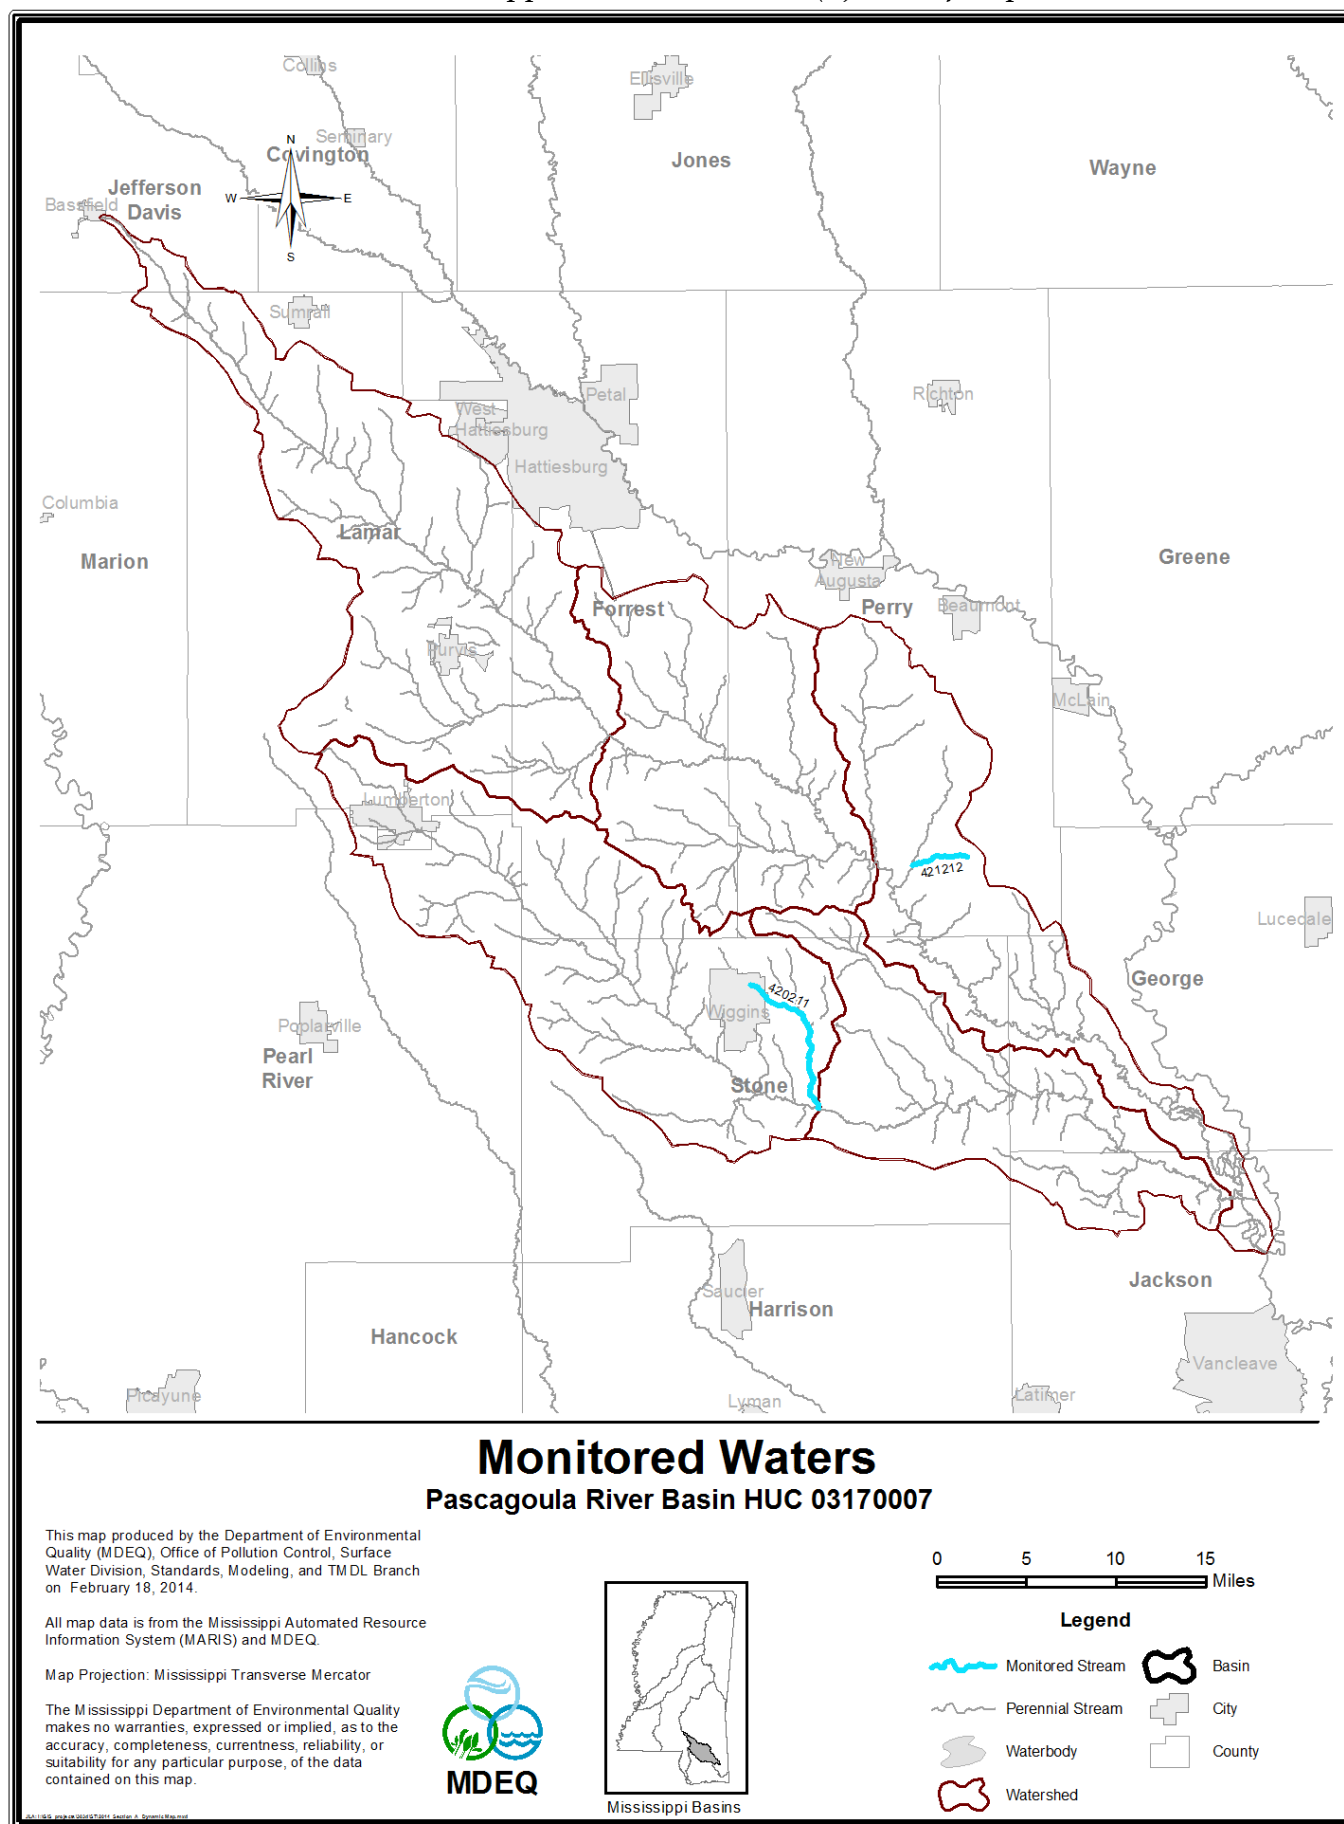 Collins
Ellisville
Seminary
N
Covington
Jones
Wayne
Jefferson
Davis
W
E
Bassfield
S
Sumrall
Petal
Richton
West
Hattiesburg
Hattiesburg
Columbia
Lamar
Marion
Greene
New
Augusta
Forrest
Perry
Beaumont
Purvis
McLain
Lumberton
421212
Lucedale
George
420211
Wiggins
Poplarville
Pearl
River
Stone
Jackson
Saucier
Harrison
Hancock
Vancleave
Picayune
Lyman
Latimer
Monitored Waters
Pascagoula River Basin HUC 03170007
This map produced by the Department of Environmental
Quality (MDEQ), Office of Pollution Control, Surface
Water Division, Standards, Modeling, and TMDL Branch
on February 18, 2014.
All map data is from the Mississippi Automated Resource
Information System (MARIS) and MDEQ.
Map Projection: Mississippi Transverse Mercator
The Mississippi Department of Environmental Quality
makes no warranties, expressed or implied, as to the
accuracy, completeness, currentness, reliability, or
suitability for any particular purpose, of the data
contained on this map.
MDEQ
Mississippi Basins
0 5 10 15
Miles
Legend
Monitored Stream
Basin
Perennial Stream
City
Waterbody
County
Watershed